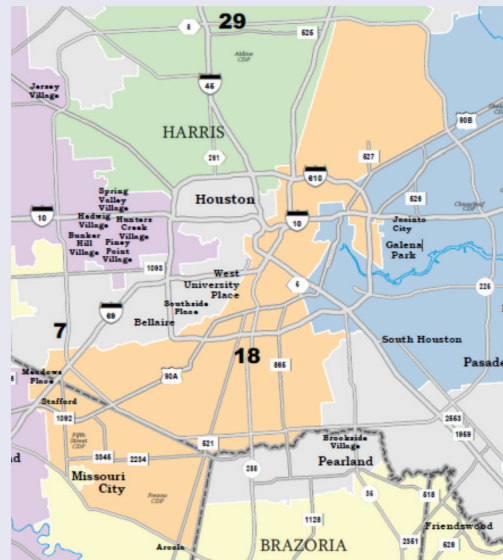 29
8
525
Aldine
CDP
45
Jersey
Village
90B
HARRIS
261
527
610
526
Spring
Valley
Village
Houston
Hedwig
Village
Hunters
Creek
Village
10
10
Jacinto
City
Cloverleaf
CDP
Bunker
Hill
Village
Piney
Point
Village
Galena
Park
1093
West
University
Place
6
225
Southside
Place
69
Bellaire
7
18
South Houston
865
Meadows
Place
90A
Pasade
Stafford
1092
2553
1959
Fifth
Street
CDP
521
Brookside
Village
3345
2234
288
Pearland
Missouri
City
Fresno
CDP
35
518
1128
Friendswood
Arcola
BRAZORIA
2351
528